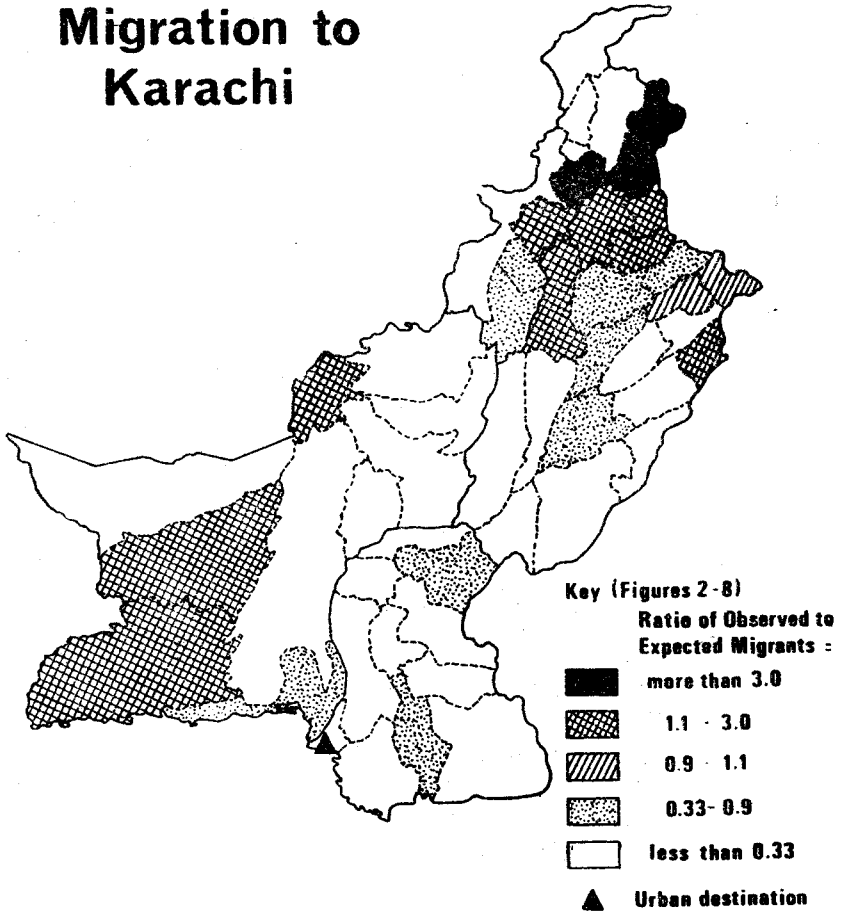 Migration to
Karachi
Key (Figures 2-8)
Ratio of Observed to
Expected Migrants =
more than 3.0
1.1 - 3.0
0.9 - 1.1
0.33- 0.9
less than 0.33
Urban destination